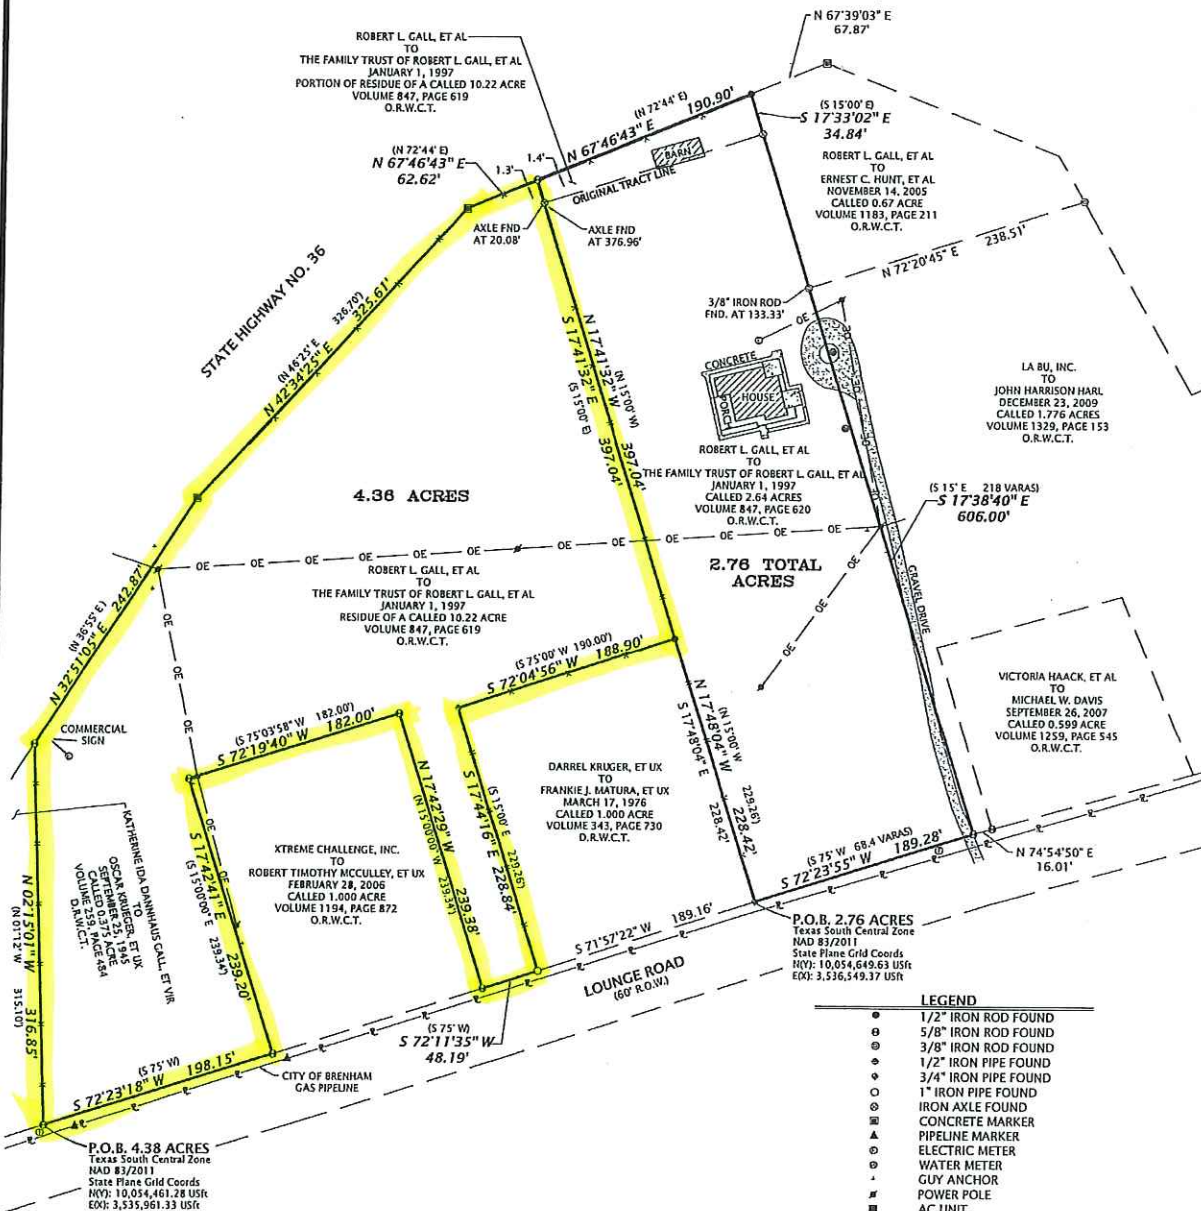 N 67°39'03" E
67.87'
ROBERT L. GALL, ET AL
TO
THE FAMILY TRUST OF ROBERT L. GALL, ET AL
JANUARY 1, 1997
PORTION OF RESIDUE OF A CALLED 10.22 ACRE
VOLUME 847, PAGE 619
O.R.W.C.T.
(N 72°44' E)
N 67°46'43" E 190.90'
(S 15°00' E)
S 17°33'02" E
34.84'
(N 72°44' E)
N 67°46'43" E
62.62'
1.3'
1.4'
BARN
ORIGINAL TRACT LINE
ROBERT L. GALL, ET AL
TO
ERNEST C. HUNT, ET AL
NOVEMBER 14, 2005
CALLED 0.67 ACRE
VOLUME 1183, PAGE 211
O.R.W.C.T.
AXLE FND
AT 20.08'
AXLE FND
AT 376.96'
N 72°20'45" E 238.51'
STATE HIGHWAY NO. 36
(N 46°25' E 326.70')
N 42°34'25" E 325.61'
N 17°41'32" W 397.04'
(N 15°00' W)
S 17°41'32" E 397.04'
(S 15°00' E)
3/8" IRON ROD
FND. AT 133.33'
OE
CONCRETE
HOUSE
PORCH
LA BU, INC.
TO
JOHN HARRISON HARL
DECEMBER 23, 2009
CALLED 1.776 ACRES
VOLUME 1329, PAGE 153
O.R.W.C.T.
ROBERT L. GALL, ET AL
TO
THE FAMILY TRUST OF ROBERT L. GALL, ET AL
JANUARY 1, 1997
CALLED 2.64 ACRES
VOLUME 847, PAGE 620
O.R.W.C.T.
(S 15° E 218 VARAS)
S 17°38'40" E
606.00'
4.36 ACRES
OE OE OE OE OE OE OE OE OE OE
2.76 TOTAL
ACRES
ROBERT L. GALL, ET AL
TO
THE FAMILY TRUST OF ROBERT L. GALL, ET AL
JANUARY 1, 1997
RESIDUE OF A CALLED 10.22 ACRE
VOLUME 847, PAGE 619
O.R.W.C.T.
GRAVEL DRIVE
(N 36°55' E)
N 32°51'05" E 242.87'
OE
OE
OE
OE
(S 75°00' W 190.00')
S 72°04'56" W 188.90'
VICTORIA HAACK, ET AL
TO
MICHAEL W. DAVIS
SEPTEMBER 26, 2007
CALLED 0.599 ACRE
VOLUME 1259, PAGE 545
O.R.W.C.T.
(S 75°03'58" W 182.00')
S 72°19'40" W 182.00'
COMMERCIAL
SIGN
(N 15°00' W 229.26')
N 17°48'04" W 228.42'
S 17°48'04" E 228.42'
DARREL KRUGER, ET UX
TO
FRANKIE J. MATURA, ET UX
MARCH 17, 1976
CALLED 1.000 ACRE
VOLUME 343, PAGE 730
D.R.W.C.T.
(S 15°00' E 229.26')
S 17°44'16" E 228.84'
N 17°42'29" W 239.38'
(N 15°00'00" W 239.34')
XTREME CHALLENGE, INC.
TO
ROBERT TIMOTHY MCCULLEY, ET UX
FEBRUARY 28, 2006
CALLED 1.000 ACRE
VOLUME 1194, PAGE 872
O.R.W.C.T.
OE
OE
S 17°42'41" E 239.20'
(S 15°00'00" E 239.34')
KATHERINE IDA DANNHAUS GALL, ET VIR
TO
OSCAR KRUEGER, ET UX
SEPTEMBER 25, 1945
CALLED 0.375 ACRE
VOLUME 259, PAGE 484
D.R.W.C.T.
N 02°15'01" W 316.85'
(N 01°12' W 315.10')
(S 75° W 68.4 VARAS)
S 72°23'55" W 189.28'
N 74°54'50" E
16.01'
P.O.B. 2.76 ACRES
Texas South Central Zone
NAD 83/2011
State Plane Grid Coords
N(Y): 10,054,649.63 USft
E(X): 3,536,549.37 USft
S 71°57'22" W 189.16'
LOUNGE ROAD
(60' R.O.W.)
(S 75° W)
S 72°11'35" W
48.19'
(S 75° W)
S 72°23'18" W 198.15'
CITY OF BRENHAM
GAS PIPELINE
P.O.B. 4.38 ACRES
Texas South Central Zone
NAD 83/2011
State Plane Grid Coords
N(Y): 10,054,461.28 USft
E(X): 3,535,961.33 USft
LEGEND
1/2" IRON ROD FOUND
5/8" IRON ROD FOUND
3/8" IRON ROD FOUND
1/2" IRON PIPE FOUND
3/4" IRON PIPE FOUND
1" IRON PIPE FOUND
IRON AXLE FOUND
CONCRETE MARKER
PIPELINE MARKER
ELECTRIC METER
WATER METER
GUY ANCHOR
POWER POLE
AC UNIT